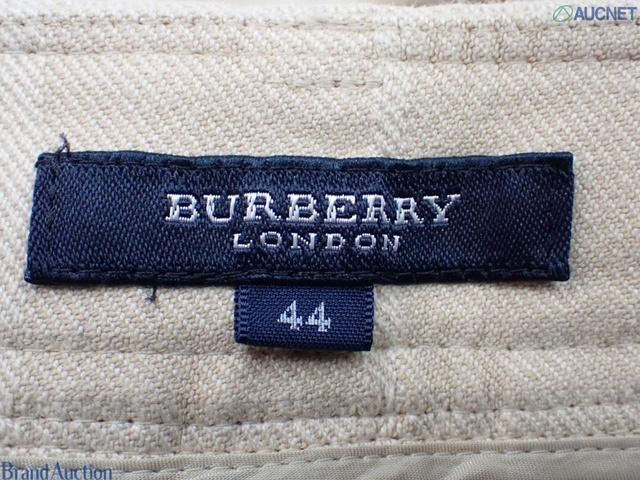 AUCNET
BURBERRY
LONDON
44
Brand Auction